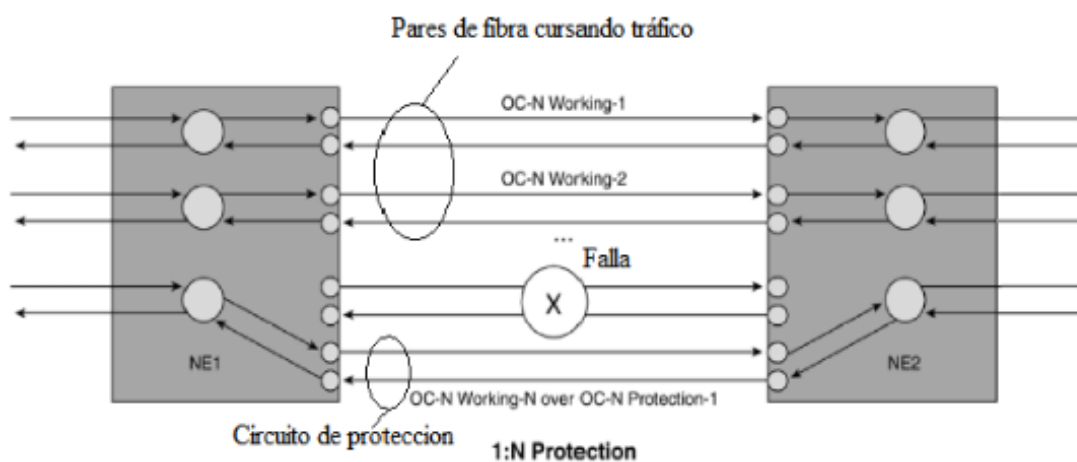 Pares de fibra cursando tráfico
OC-N Working-1
OC-N Working-2
...
Falla
X
NE1
NE2
OC-N Working-N over OC-N Protection-1
Circuito de proteccion
1:N Protection